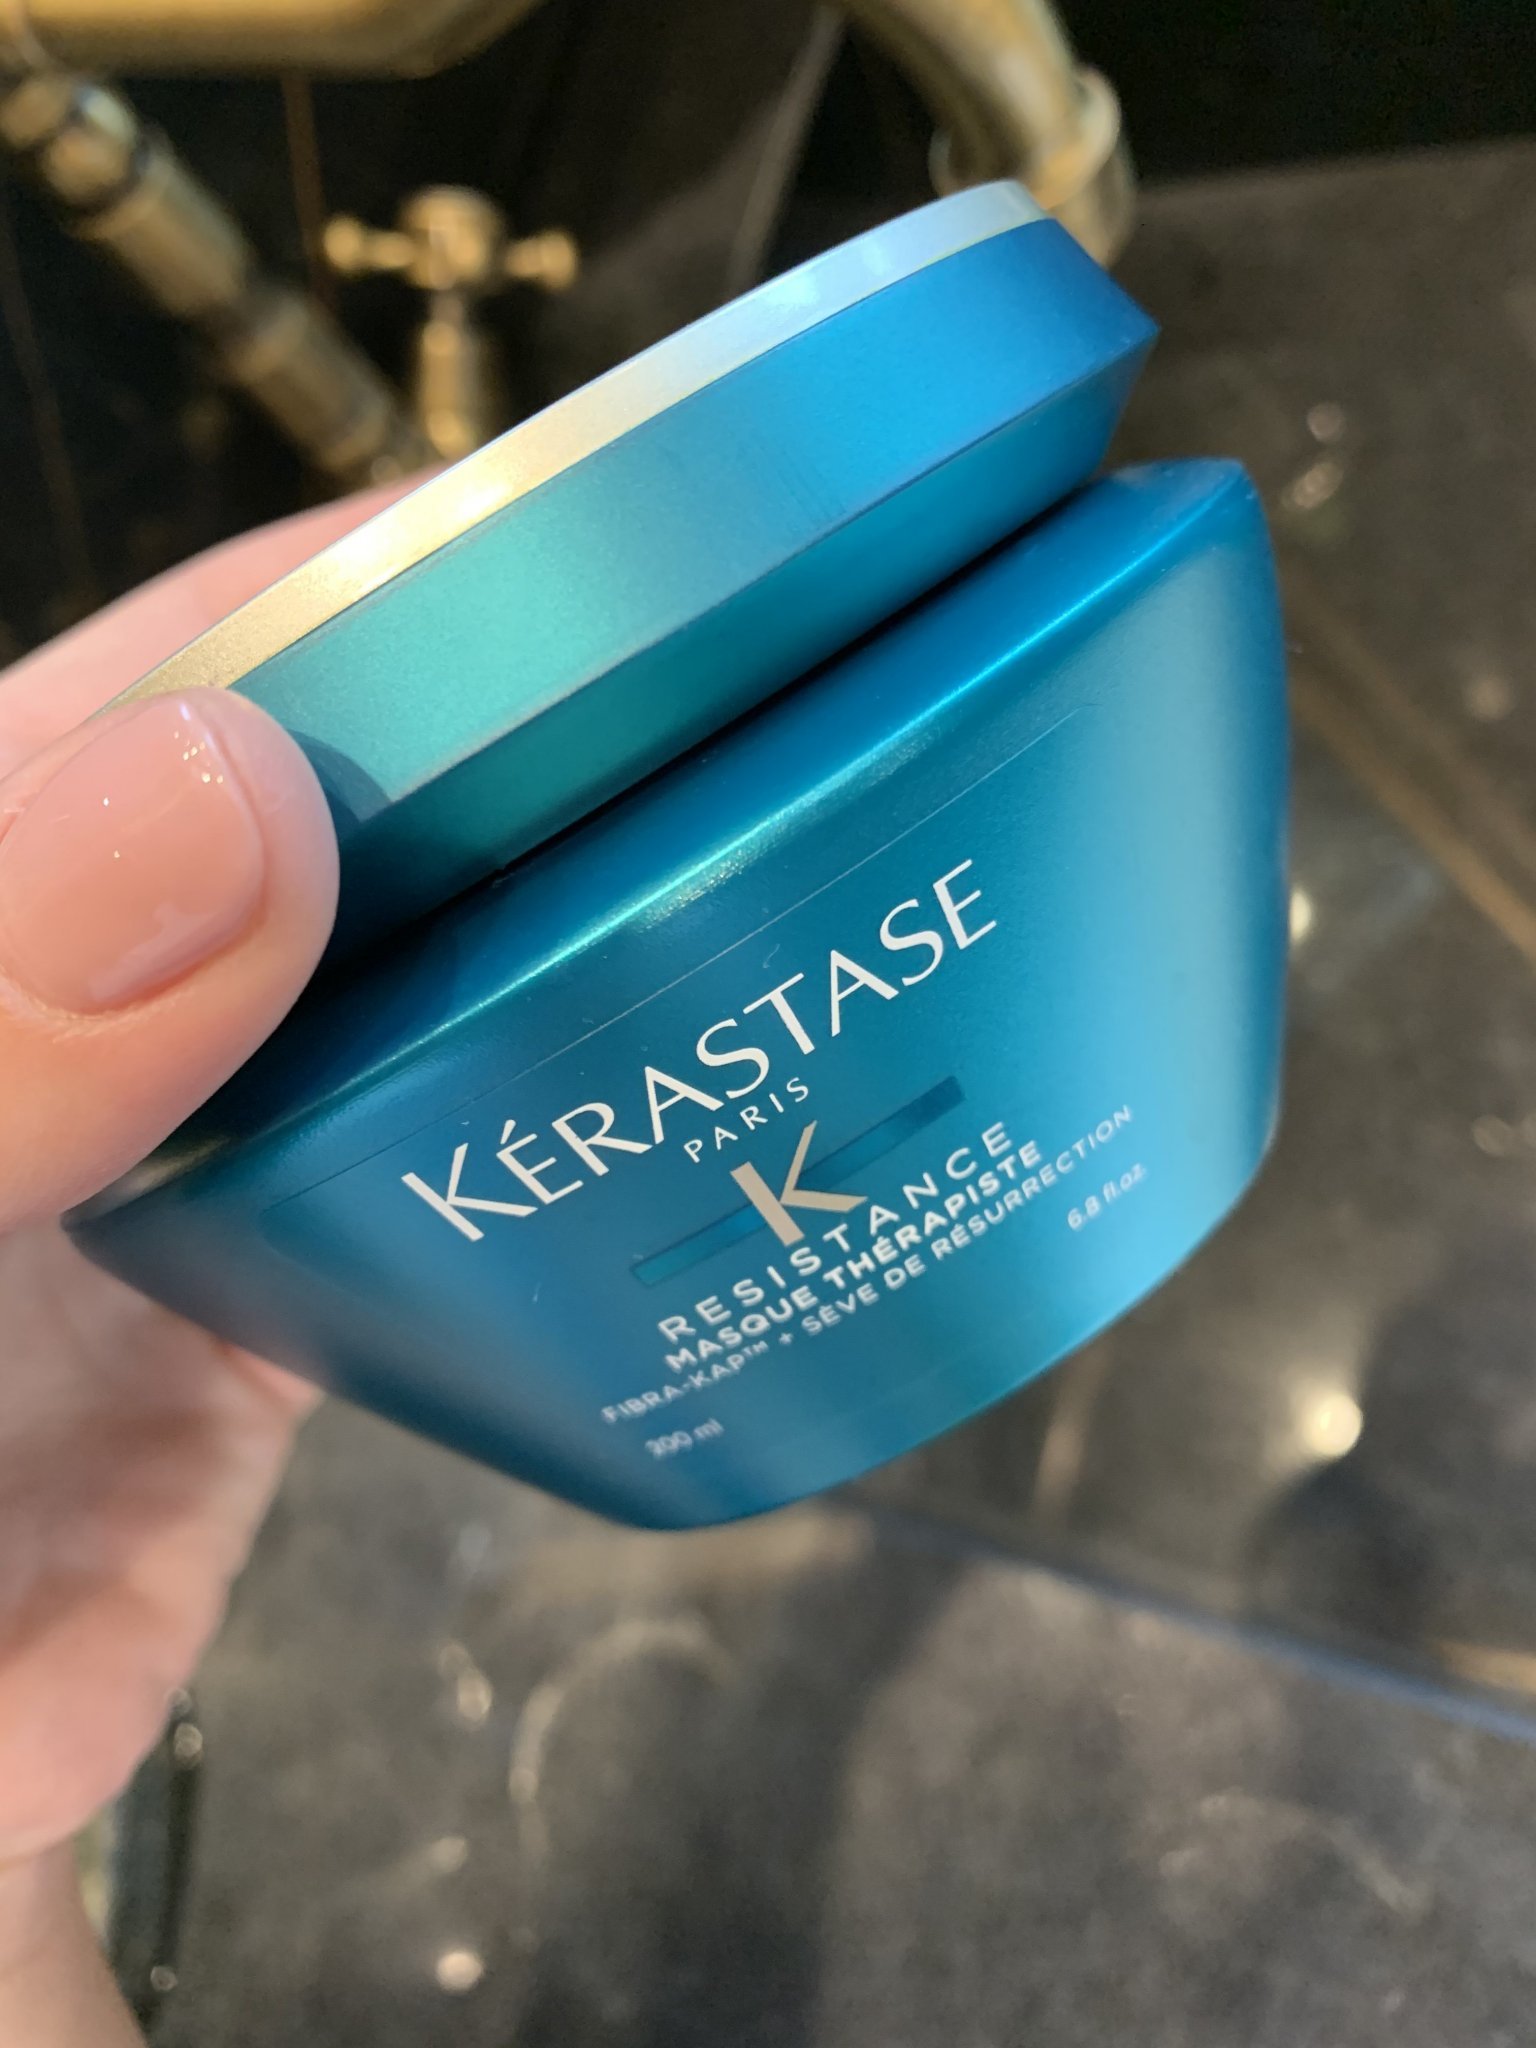 KÉRASTASE
PARIS
K
RESISTANCE
MASQUE THÉRAPISTE
FIBRA-KAP™ + SÈVE DE RÉSURRECTION
200 ml
6.8 fl.oz.